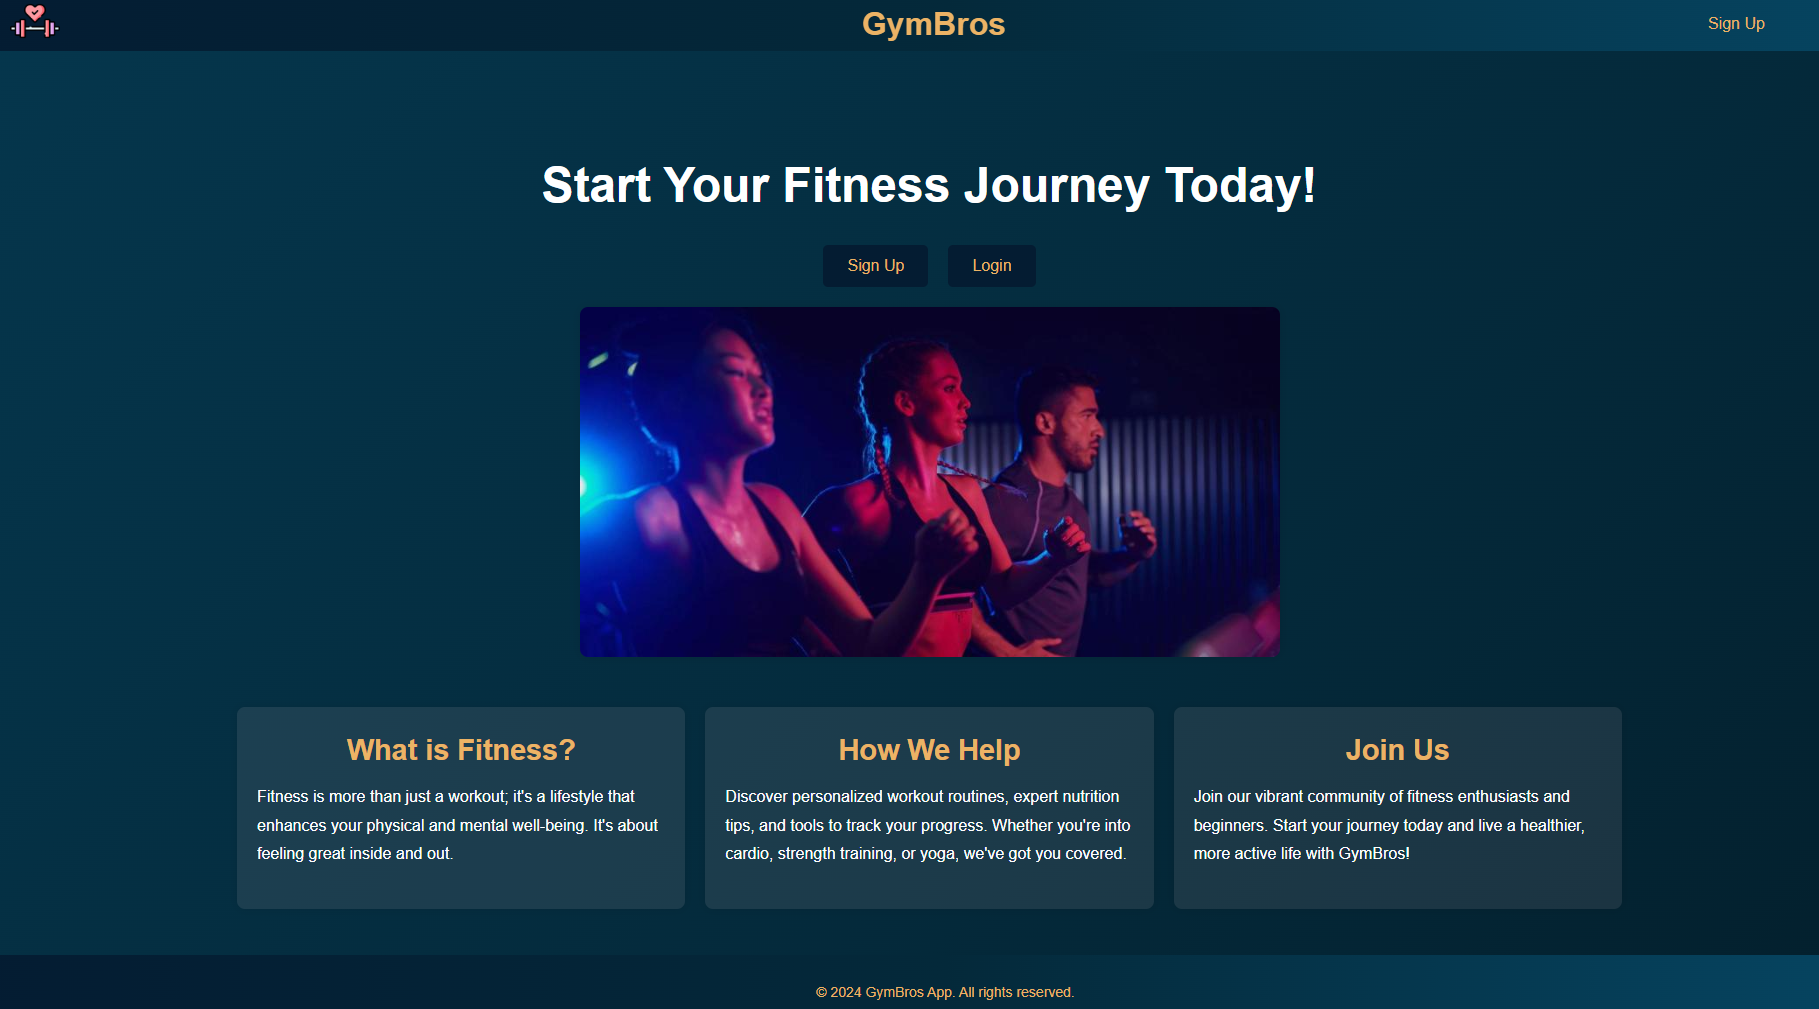 GymBros
Sign Up
Start Your Fitness Journey Today!
Sign Up
Login
What is Fitness?
Fitness is more than just a workout; it's a lifestyle that
enhances your physical and mental well-being. It's about
feeling great inside and out.
How We Help
Discover personalized workout routines, expert nutrition
tips, and tools to track your progress. Whether you're into
cardio, strength training, or yoga, we've got you covered.
Join Us
Join our vibrant community of fitness enthusiasts and
beginners. Start your journey today and live a healthier,
more active life with GymBros!
© 2024 GymBros App. All rights reserved.